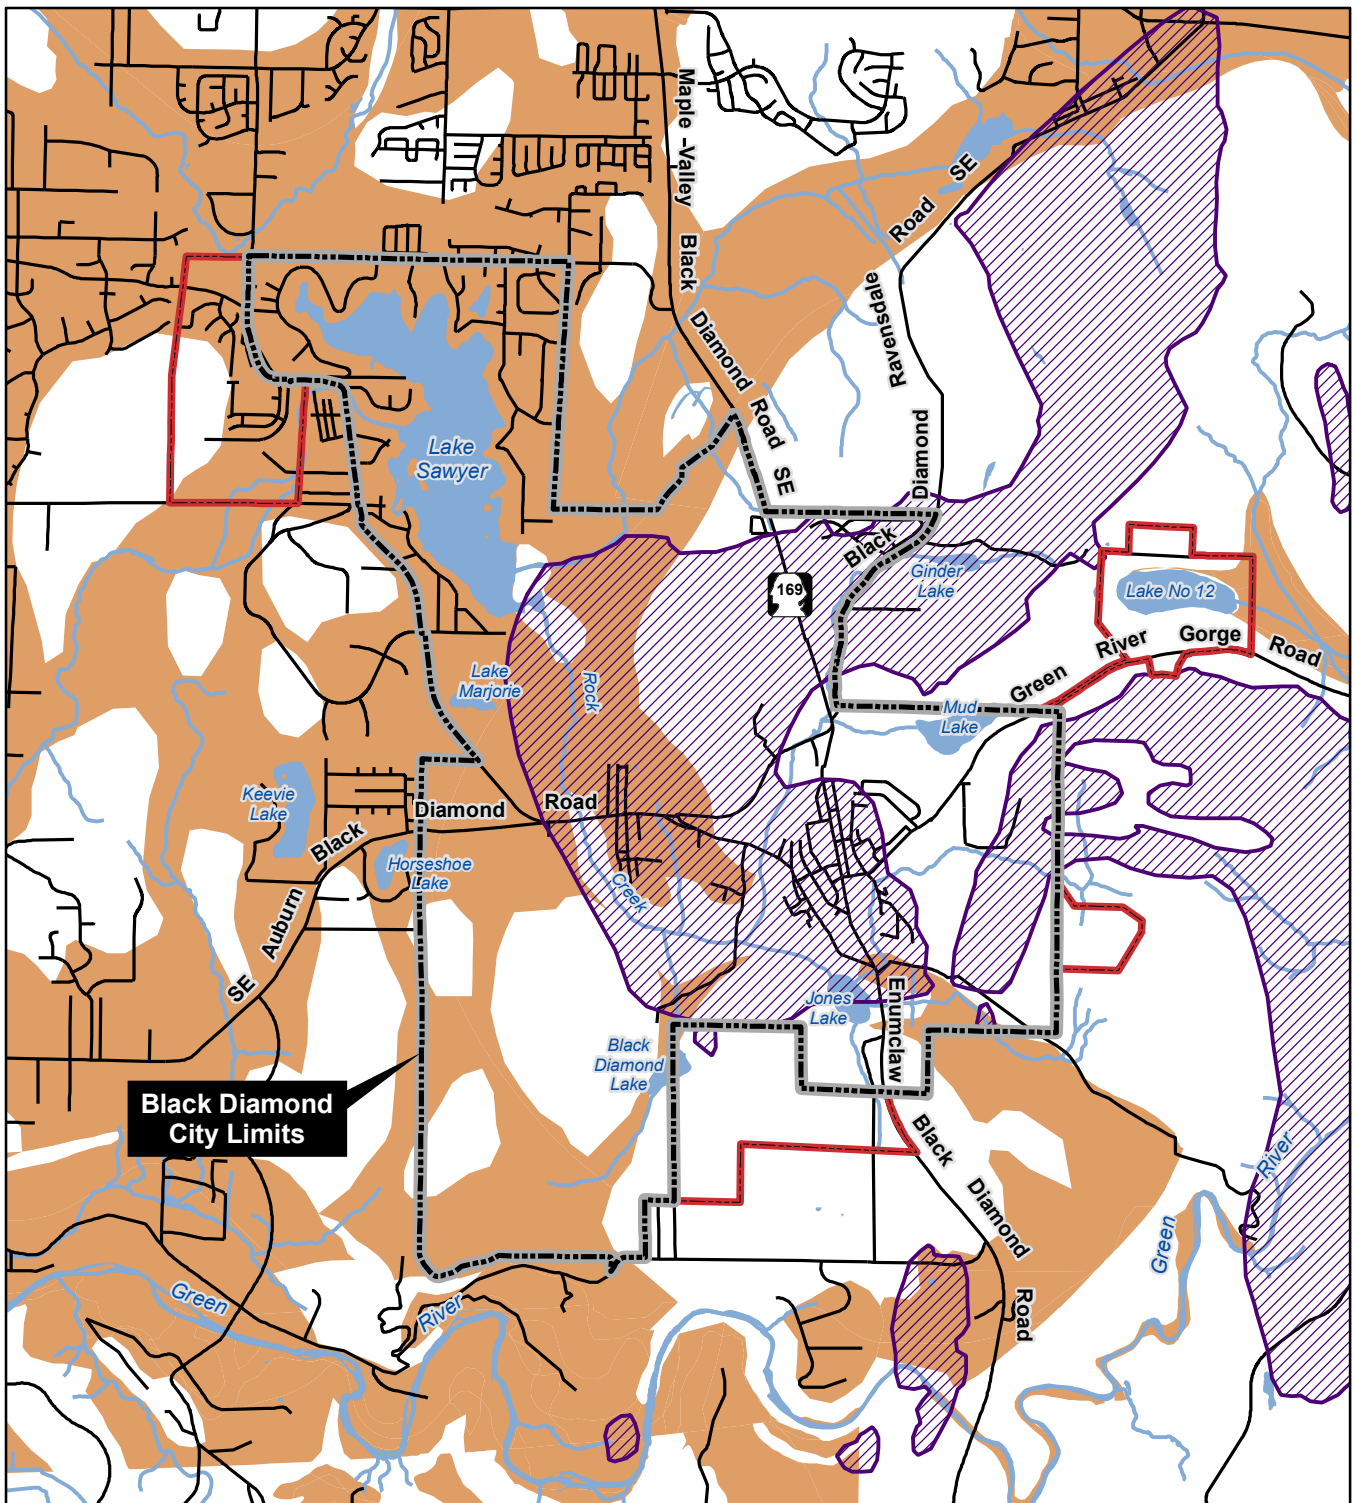 Maple -Valley
Black
Diamond
Road
SE
Road SE
Ravensdale
Diamond
Black
Lake
Sawyer
169
Ginder
Lake
Lake No 12
Green River Gorge Road
Lake
Marjorie
Rock
Creek
Mud
Lake
Keevie
Lake
Diamond Road
Black
Horseshoe
Lake
Auburn
SE
Jones
Lake
Enumclaw
Black
Diamond
Lake
Black Diamond
City Limits
Black
Diamond
Road
Green
River
Green
River